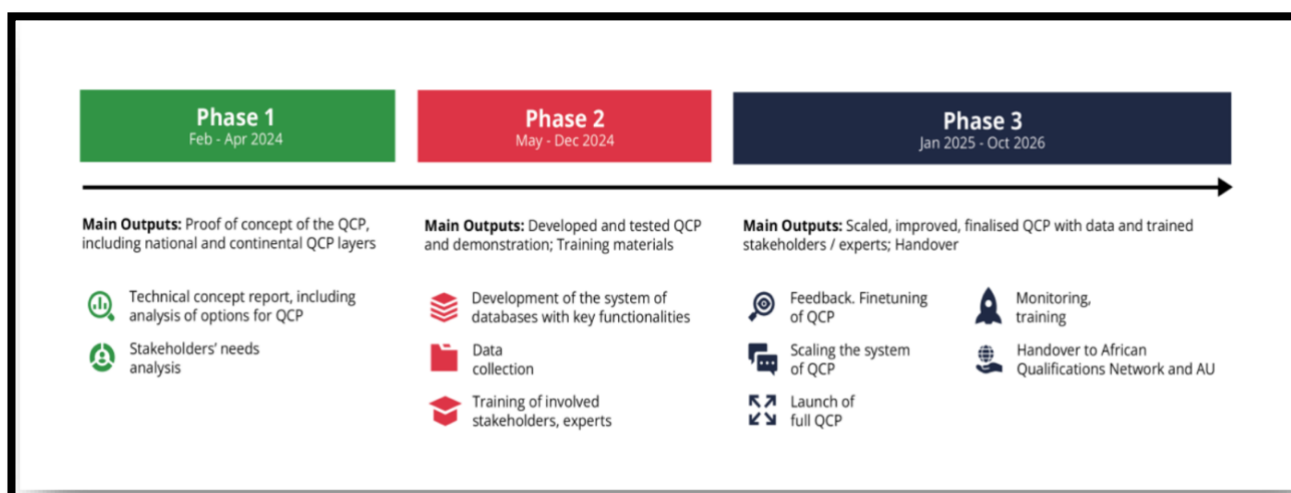 Phase 1
Feb - Apr 2024
Phase 2
May - Dec 2024
Phase 3
Jan 2025 - Oct 2026
Main Outputs: Proof of concept of the QCP,
including national and continental QCP layers
Technical concept report, including
analysis of options for QCP
Stakeholders' needs
analysis
Main Outputs: Developed and tested QCP
and demonstration; Training materials
Development of the system of
databases with key functionalities
Data
collection
Training of involved
stakeholders, experts
Main Outputs: Scaled, improved, finalised QCP with data and trained
stakeholders / experts; Handover
Feedback. Finetuning
of QCP
Scaling the system
of QCP
Launch of
full QCP
Monitoring,
training
Handover to African
Qualifications Network and AU